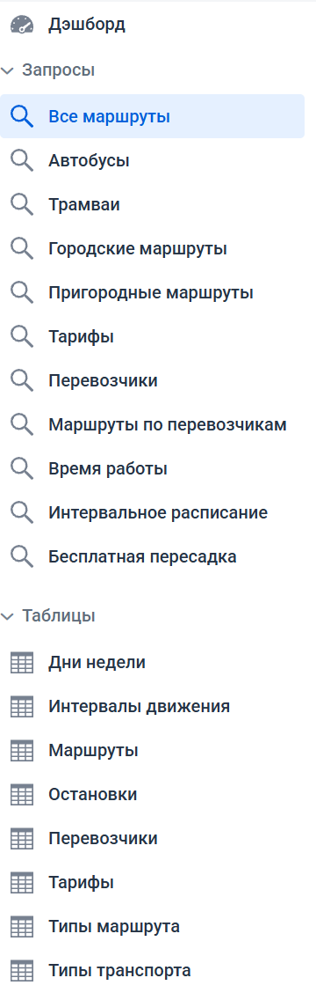 Дэшборд
Запросы
Все маршруты
Автобусы
Трамваи
Городские маршруты
Пригородные маршруты
Тарифы
Перевозчики
Маршруты по перевозчикам
Время работы
Интервальное расписание
Бесплатная пересадка
Таблицы
Дни недели
Интервалы движения
Маршруты
Остановки
Перевозчики
Тарифы
Типы маршрута
Типы транспорта